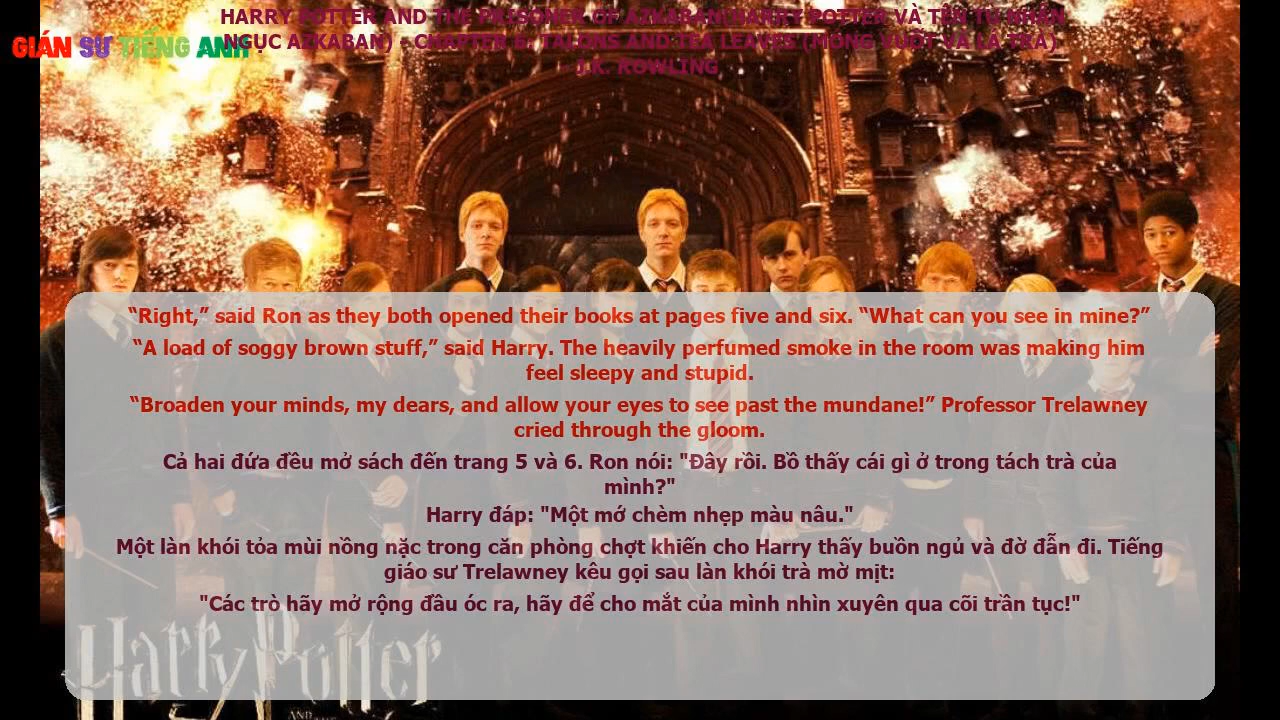 HARRY POTTER AND THE PRISONER OF AZKABAN(HARRY POTTER VÀ TÊN TÙ NHÂN
GIÁN SƯ TIẾNG ANH
NGỤC AZKABAN) - CHAPTER 6: TALONS AND TEA LEAVES (MÓNG VUỐT VÀ LÁ TRÀ)
J.K. ROWLING
“Right,” said Ron as they both opened their books at pages five and six. “What can you see in mine?”
“A load of soggy brown stuff,” said Harry. The heavily perfumed smoke in the room was making him
feel sleepy and stupid.
“Broaden your minds, my dears, and allow your eyes to see past the mundane!” Professor Trelawney
cried through the gloom.
Cả hai đứa đều mở sách đến trang 5 và 6. Ron nói: "Đây rồi. Bồ thấy cái gì ở trong tách trà của
mình?"
Harry đáp: "Một mớ chèm nhẹp màu nâu."
Một làn khói tỏa mùi nồng nặc trong căn phòng chợt khiến cho Harry thấy buồn ngủ và đờ đẫn đi. Tiếng
giáo sư Trelawney kêu gọi sau làn khói trà mờ mịt:
"Các trò hãy mở rộng đầu óc ra, hãy để cho mắt của mình nhìn xuyên qua cõi trần tục!"
Harry Potter
AND THE